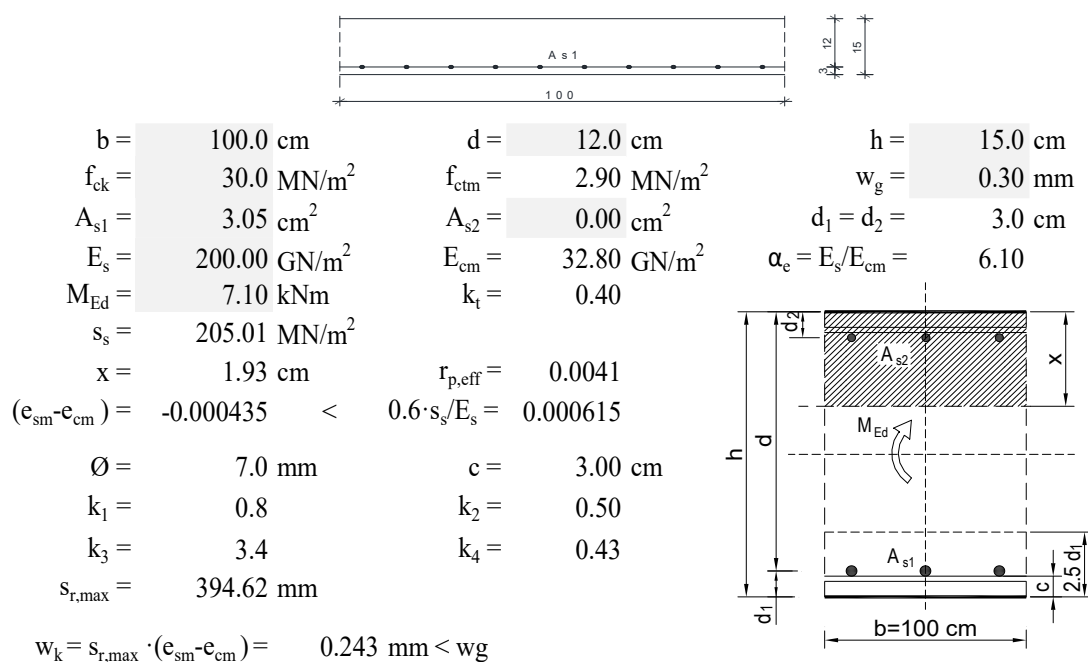 12
15
A s1
3
100
b = 100.0 cm d = 12.0 cm h = 15.0 cm
f_ck = 30.0 MN/m² f_ctm = 2.90 MN/m² w_g = 0.30 mm
A_s1 = 3.05 cm² A_s2 = 0.00 cm² d_1 = d_2 = 3.0 cm
E_s = 200.00 GN/m² E_cm = 32.80 GN/m² α_e = E_s/E_cm = 6.10
M_Ed = 7.10 kNm k_t = 0.40
s_s = 205.01 MN/m²
x = 1.93 cm r_p,eff = 0.0041
(e_sm-e_cm) = -0.000435 < 0.6·s_s/E_s = 0.000615
Ø = 7.0 mm c = 3.00 cm
k_1 = 0.8 k_2 = 0.50
k_3 = 3.4 k_4 = 0.43
s_r,max = 394.62 mm
w_k = s_r,max ·(e_sm-e_cm) = 0.243 mm < wg
d_2
A_s2
x
M_Ed
h
d
A_s1
2.5 d_1
c
d_1
b=100 cm